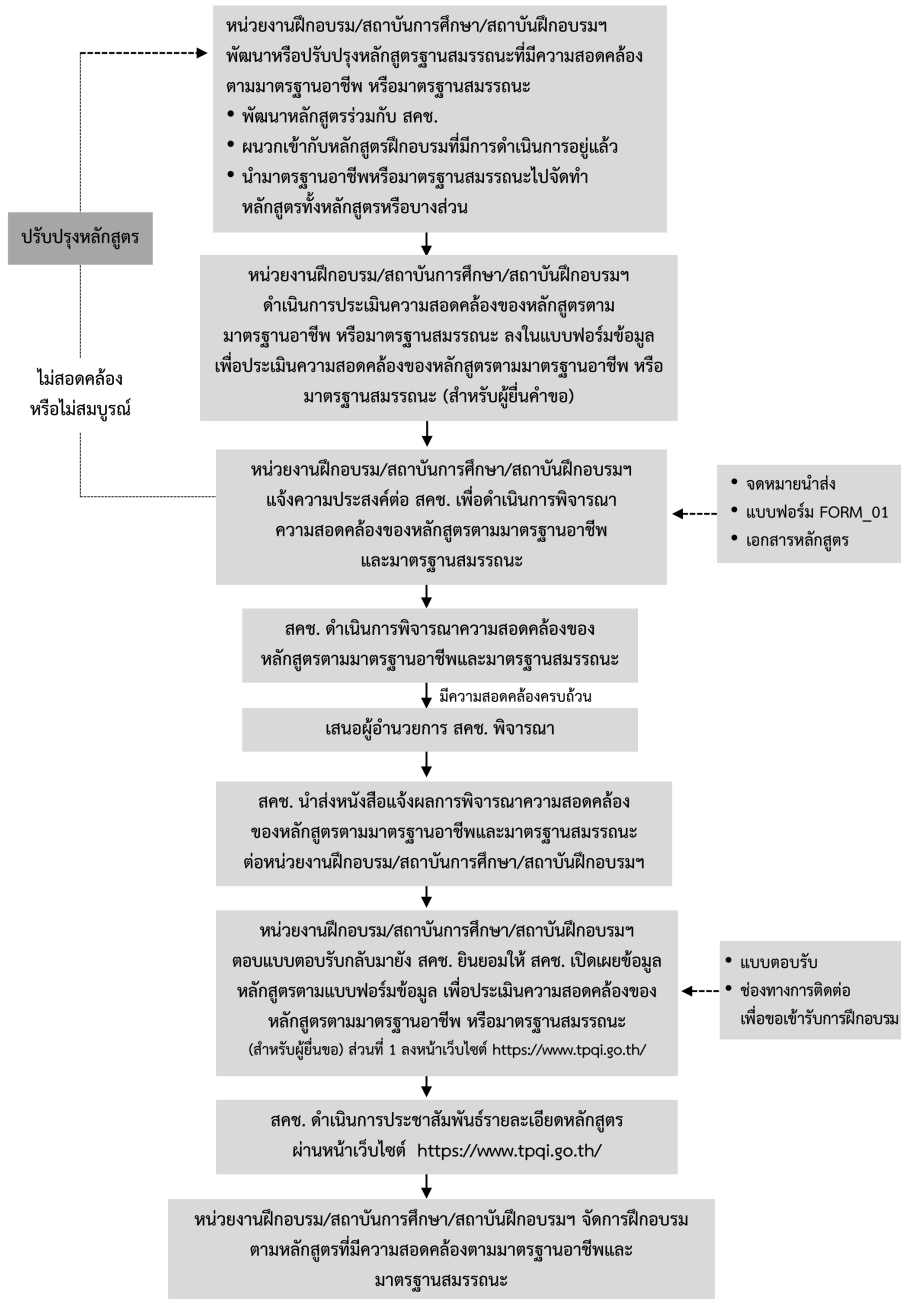 หน่วยงานฝึกอบรม/สถาบันการศึกษา/สถาบันฝึกอบรมฯ
พัฒนาหรือปรับปรุงหลักสูตรฐานสมรรถนะที่มีความสอดคล้อง
ตามมาตรฐานอาชีพ หรือมาตรฐานสมรรถนะ
• พัฒนาหลักสูตรร่วมกับ สคช.
• ผนวกเข้ากับหลักสูตรฝึกอบรมที่มีการดำเนินการอยู่แล้ว
• นำมาตรฐานอาชีพหรือมาตรฐานสมรรถนะไปจัดทำ
หลักสูตรทั้งหลักสูตรหรือบางส่วน
ปรับปรุงหลักสูตร
หน่วยงานฝึกอบรม/สถาบันการศึกษา/สถาบันฝึกอบรมฯ
ดำเนินการประเมินความสอดคล้องของหลักสูตรตาม
มาตรฐานอาชีพ หรือมาตรฐานสมรรถนะ ลงในแบบฟอร์มข้อมูล
เพื่อประเมินความสอดคล้องของหลักสูตรตามมาตรฐานอาชีพ หรือ
มาตรฐานสมรรถนะ (สำหรับผู้ยื่นคำขอ)
ไม่สอดคล้อง
หรือไม่สมบูรณ์
หน่วยงานฝึกอบรม/สถาบันการศึกษา/สถาบันฝึกอบรมฯ
แจ้งความประสงค์ต่อ สคช. เพื่อดำเนินการพิจารณา
ความสอดคล้องของหลักสูตรตามมาตรฐานอาชีพ
และมาตรฐานสมรรถนะ
• จดหมายนำส่ง
• แบบฟอร์ม FORM_01
• เอกสารหลักสูตร
สคช. ดำเนินการพิจารณาความสอดคล้องของ
หลักสูตรตามมาตรฐานอาชีพและมาตรฐานสมรรถนะ
มีความสอดคล้องครบถ้วน
เสนอผู้อำนวยการ สคช. พิจารณา
สคช. นำส่งหนังสือแจ้งผลการพิจารณาความสอดคล้อง
ของหลักสูตรตามมาตรฐานอาชีพและมาตรฐานสมรรถนะ
ต่อหน่วยงานฝึกอบรม/สถาบันการศึกษา/สถาบันฝึกอบรมฯ
หน่วยงานฝึกอบรม/สถาบันการศึกษา/สถาบันฝึกอบรมฯ
ตอบแบบตอบรับกลับมายัง สคช. ยินยอมให้ สคช. เปิดเผยข้อมูล
หลักสูตรตามแบบฟอร์มข้อมูล เพื่อประเมินความสอดคล้องของ
หลักสูตรตามมาตรฐานอาชีพ หรือมาตรฐานสมรรถนะ
(สำหรับผู้ยื่นขอ) ส่วนที่ 1 ลงหน้าเว็บไซต์ https://www.tpqi.go.th/
• แบบตอบรับ
• ช่องทางการติดต่อ
เพื่อขอเข้ารับการฝึกอบรม
สคช. ดำเนินการประชาสัมพันธ์รายละเอียดหลักสูตร
ผ่านหน้าเว็บไซต์ https://www.tpqi.go.th/
หน่วยงานฝึกอบรม/สถาบันการศึกษา/สถาบันฝึกอบรมฯ จัดการฝึกอบรม
ตามหลักสูตรที่มีความสอดคล้องตามมาตรฐานอาชีพและ
มาตรฐานสมรรถนะ